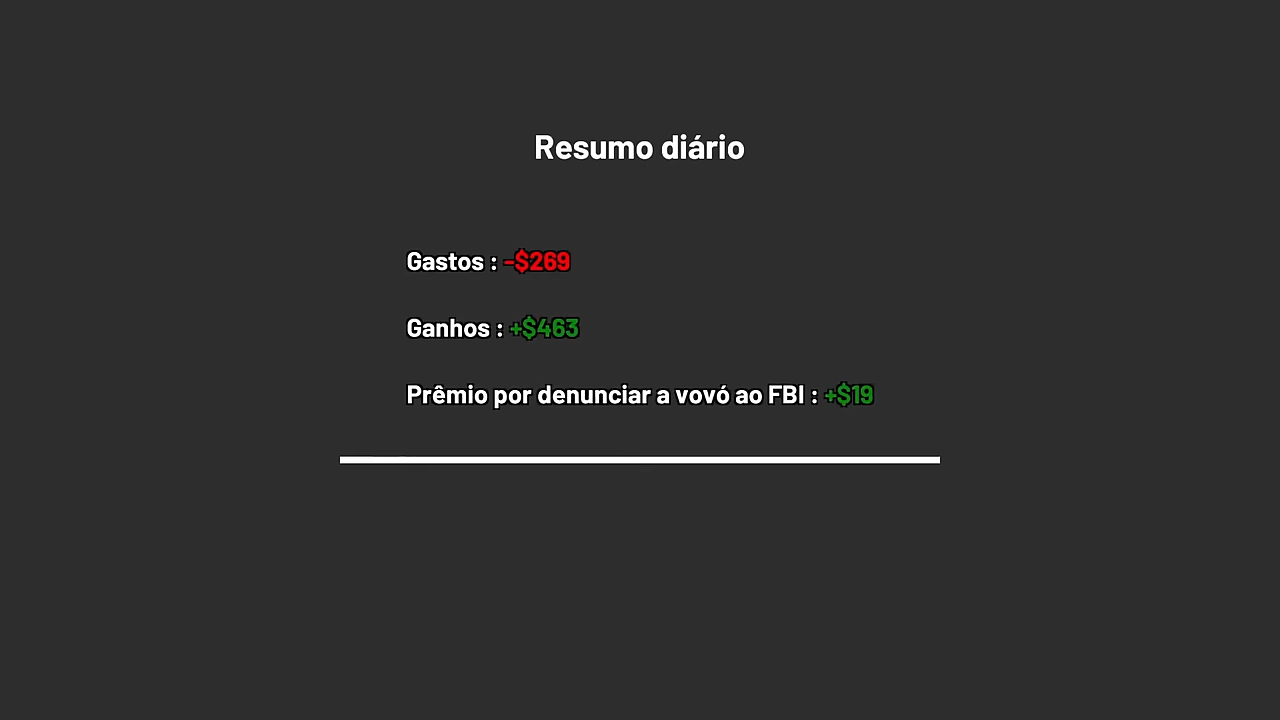 Resumo diário
Gastos : -$269
Ganhos : +$463
Prêmio por denunciar a vovó ao FBI : +$19